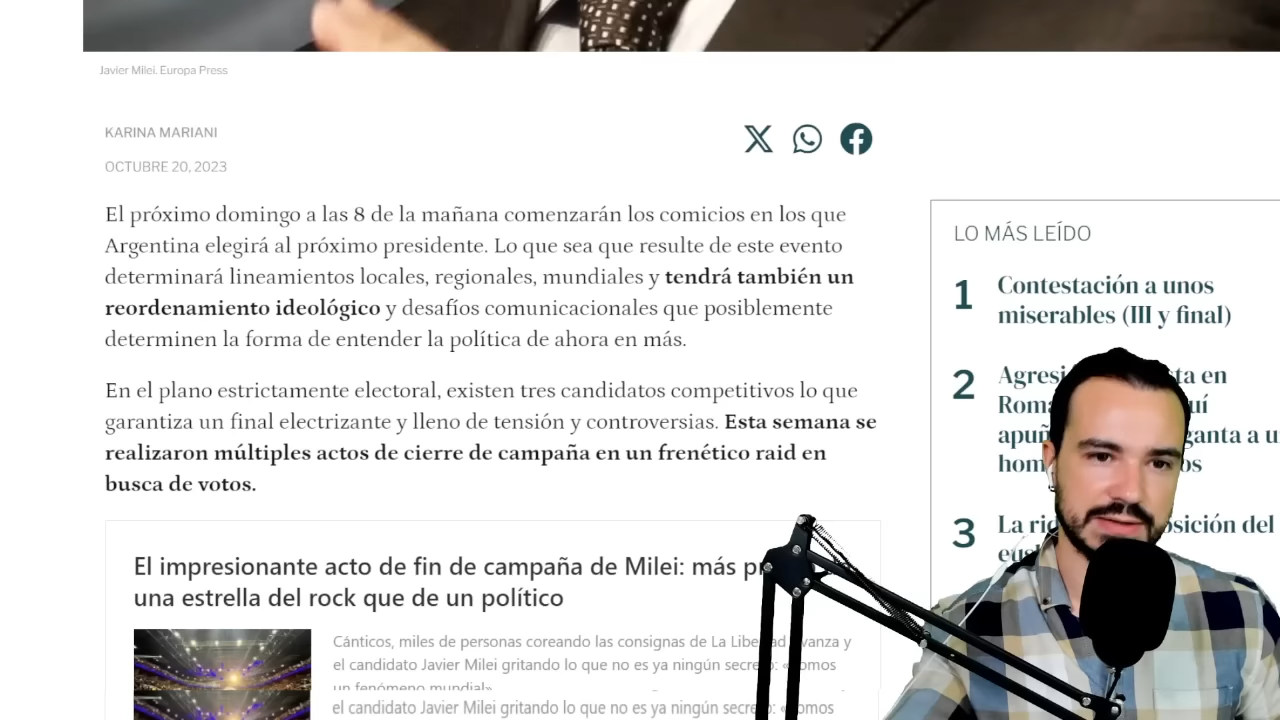 Javier Milei. Europa Press
KARINA MARIANI
OCTUBRE 20, 2023
El próximo domingo a las 8 de la mañana comenzarán los comicios en los que
Argentina elegirá al próximo presidente. Lo que sea que resulte de este evento
determinará lineamientos locales, regionales, mundiales y tendrá también un
reordenamiento ideológico y desafíos comunicacionales que posiblemente
determinen la forma de entender la política de ahora en más.
En el plano estrictamente electoral, existen tres candidatos competitivos lo que
garantiza un final electrizante y lleno de tensión y controversias. Esta semana se
realizaron múltiples actos de cierre de campaña en un frenético raid en
busca de votos.
El impresionante acto de fin de campaña de Milei: más
una estrella del rock que de un político
Cánticos, miles de personas coreando las consignas de La
el candidato Javier Milei gritando lo que no es ya ningún
un fenómeno mundial»
el candidato Javier Milei gritando lo que no es ya ningún
LO MÁS LEÍDO
1 Contestación a unos
miserables (III y final)
2 en
a
3 La del